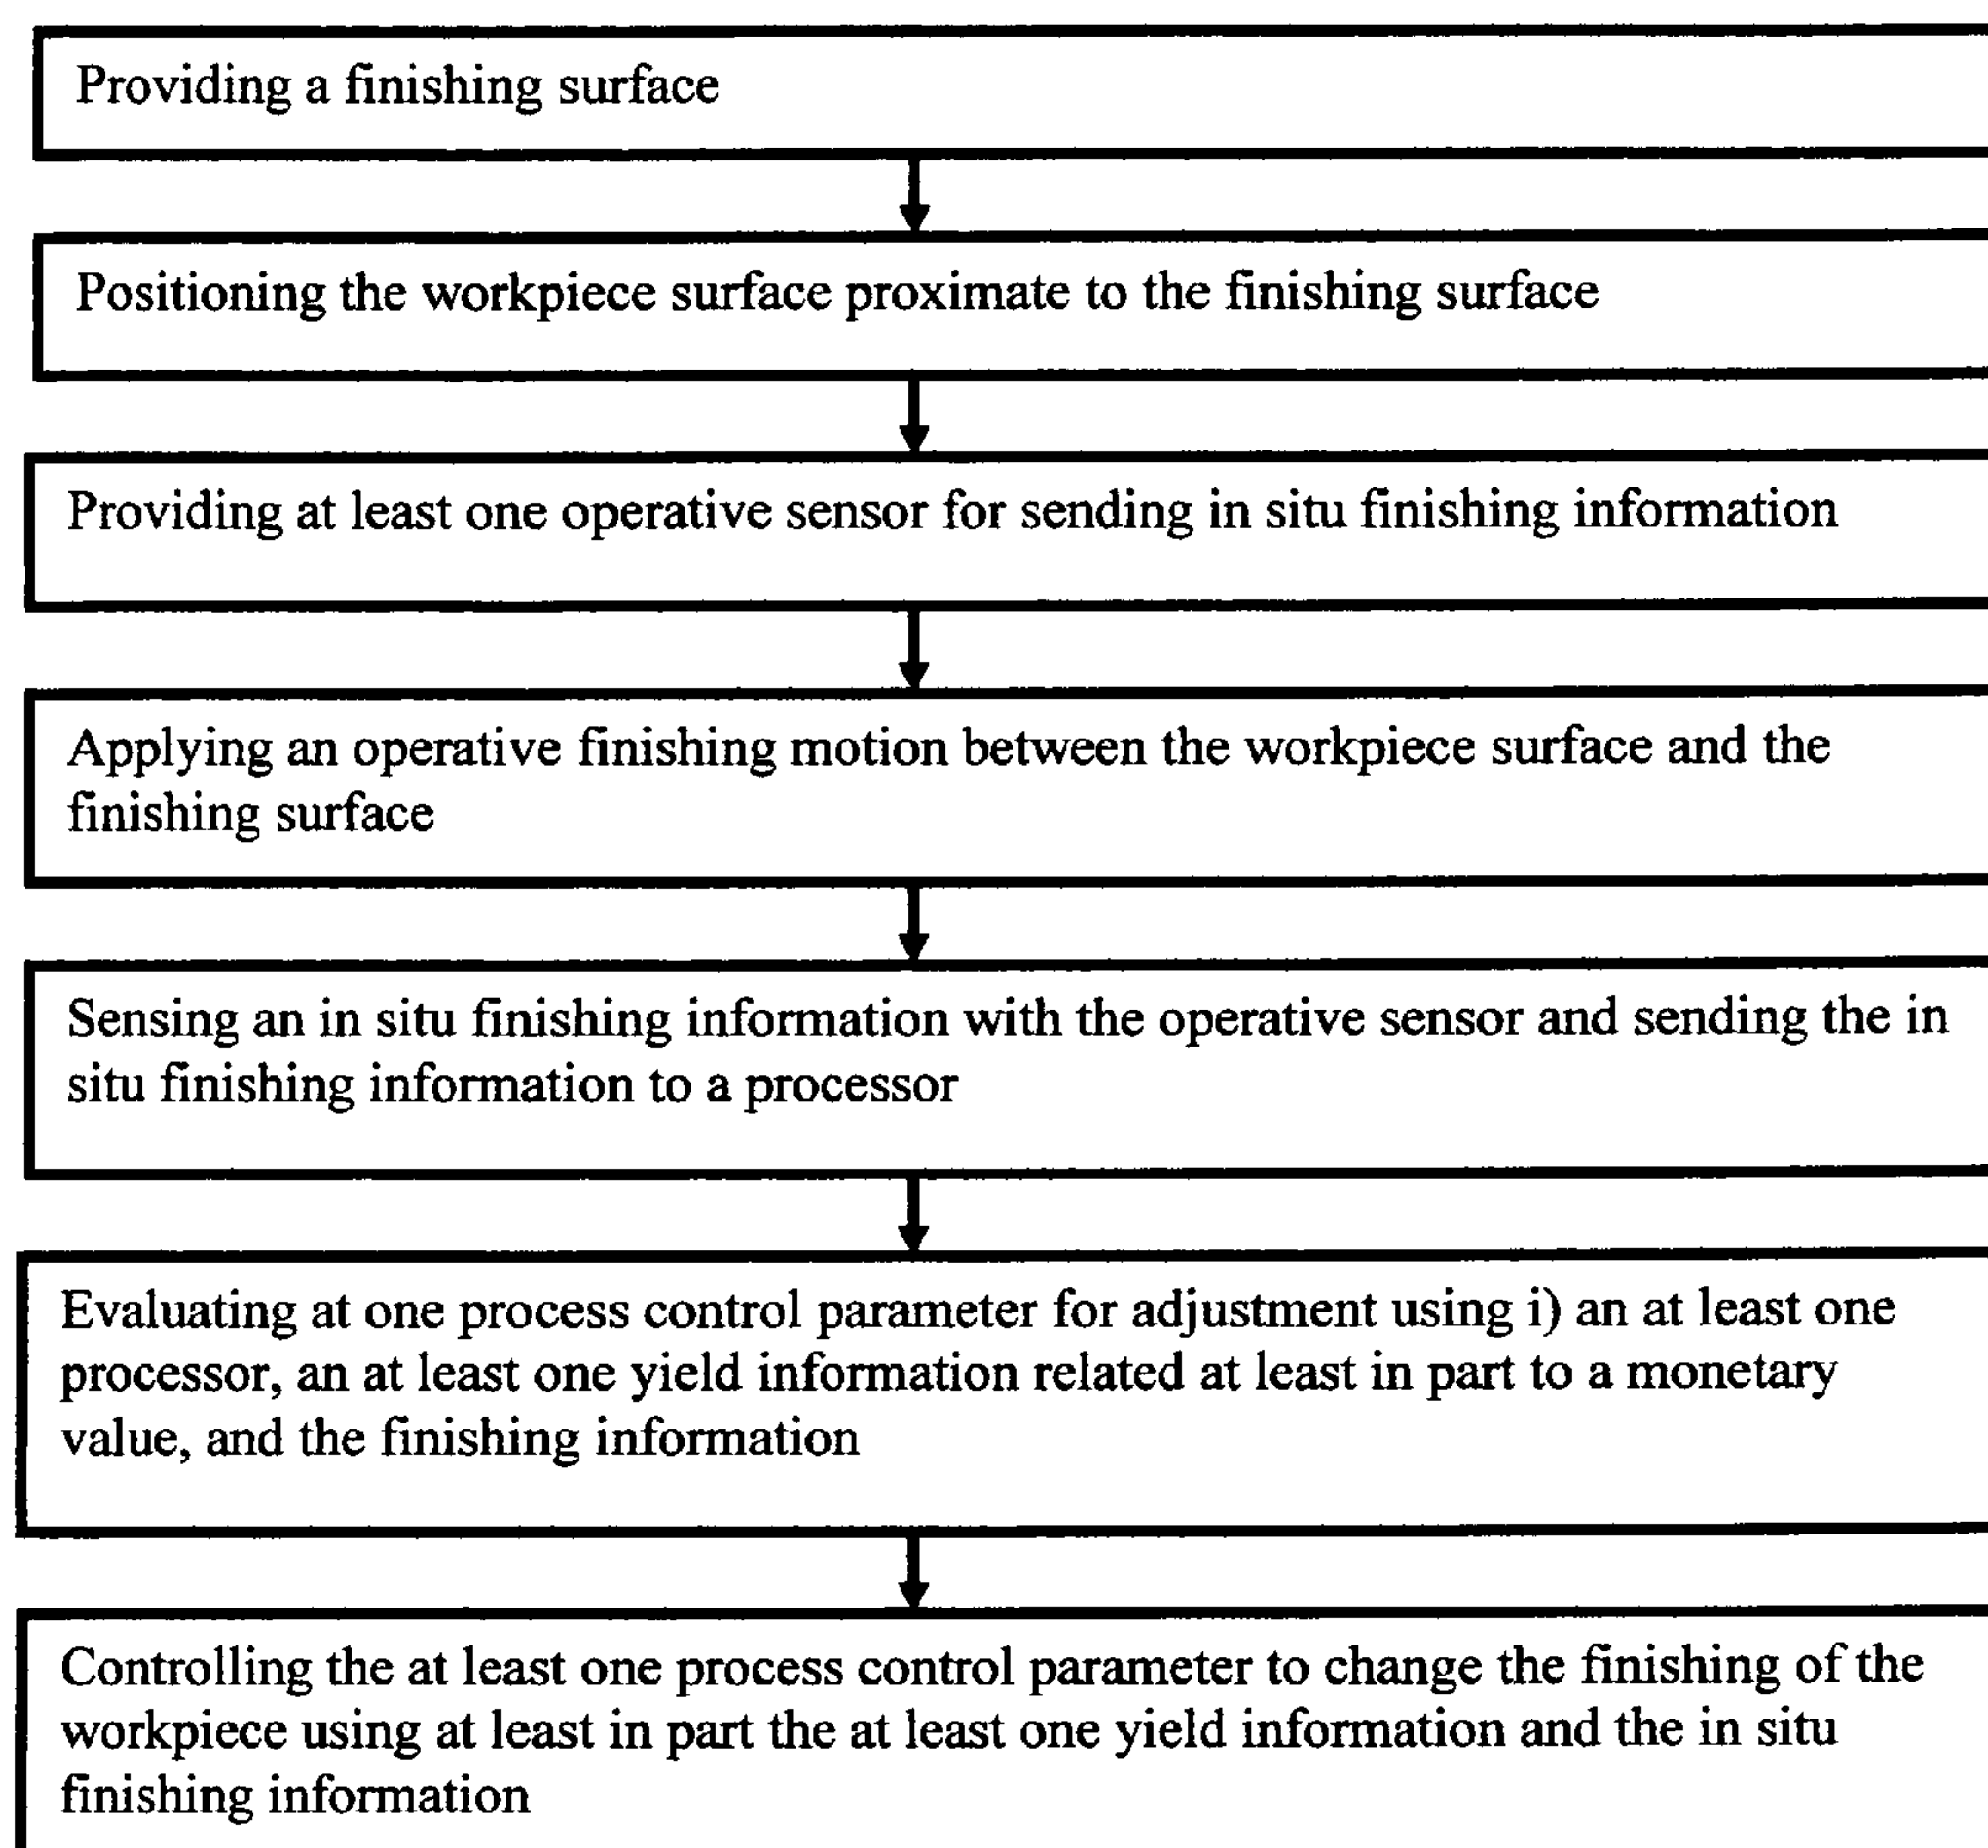 Providing a finishing surface
Positioning the workpiece surface proximate to the finishing surface
Providing at least one operative sensor for sending in situ finishing information
Applying an operative finishing motion between the workpiece surface and the
finishing surface
Sensing an in situ finishing information with the operative sensor and sending the in
situ finishing information to a processor
Evaluating at one process control parameter for adjustment using i) an at least one
processor, an at least one yield information related at least in part to a monetary
value, and the finishing information
Controlling the at least one process control parameter to change the finishing of the
workpiece using at least in part the at least one yield information and the in situ
finishing information